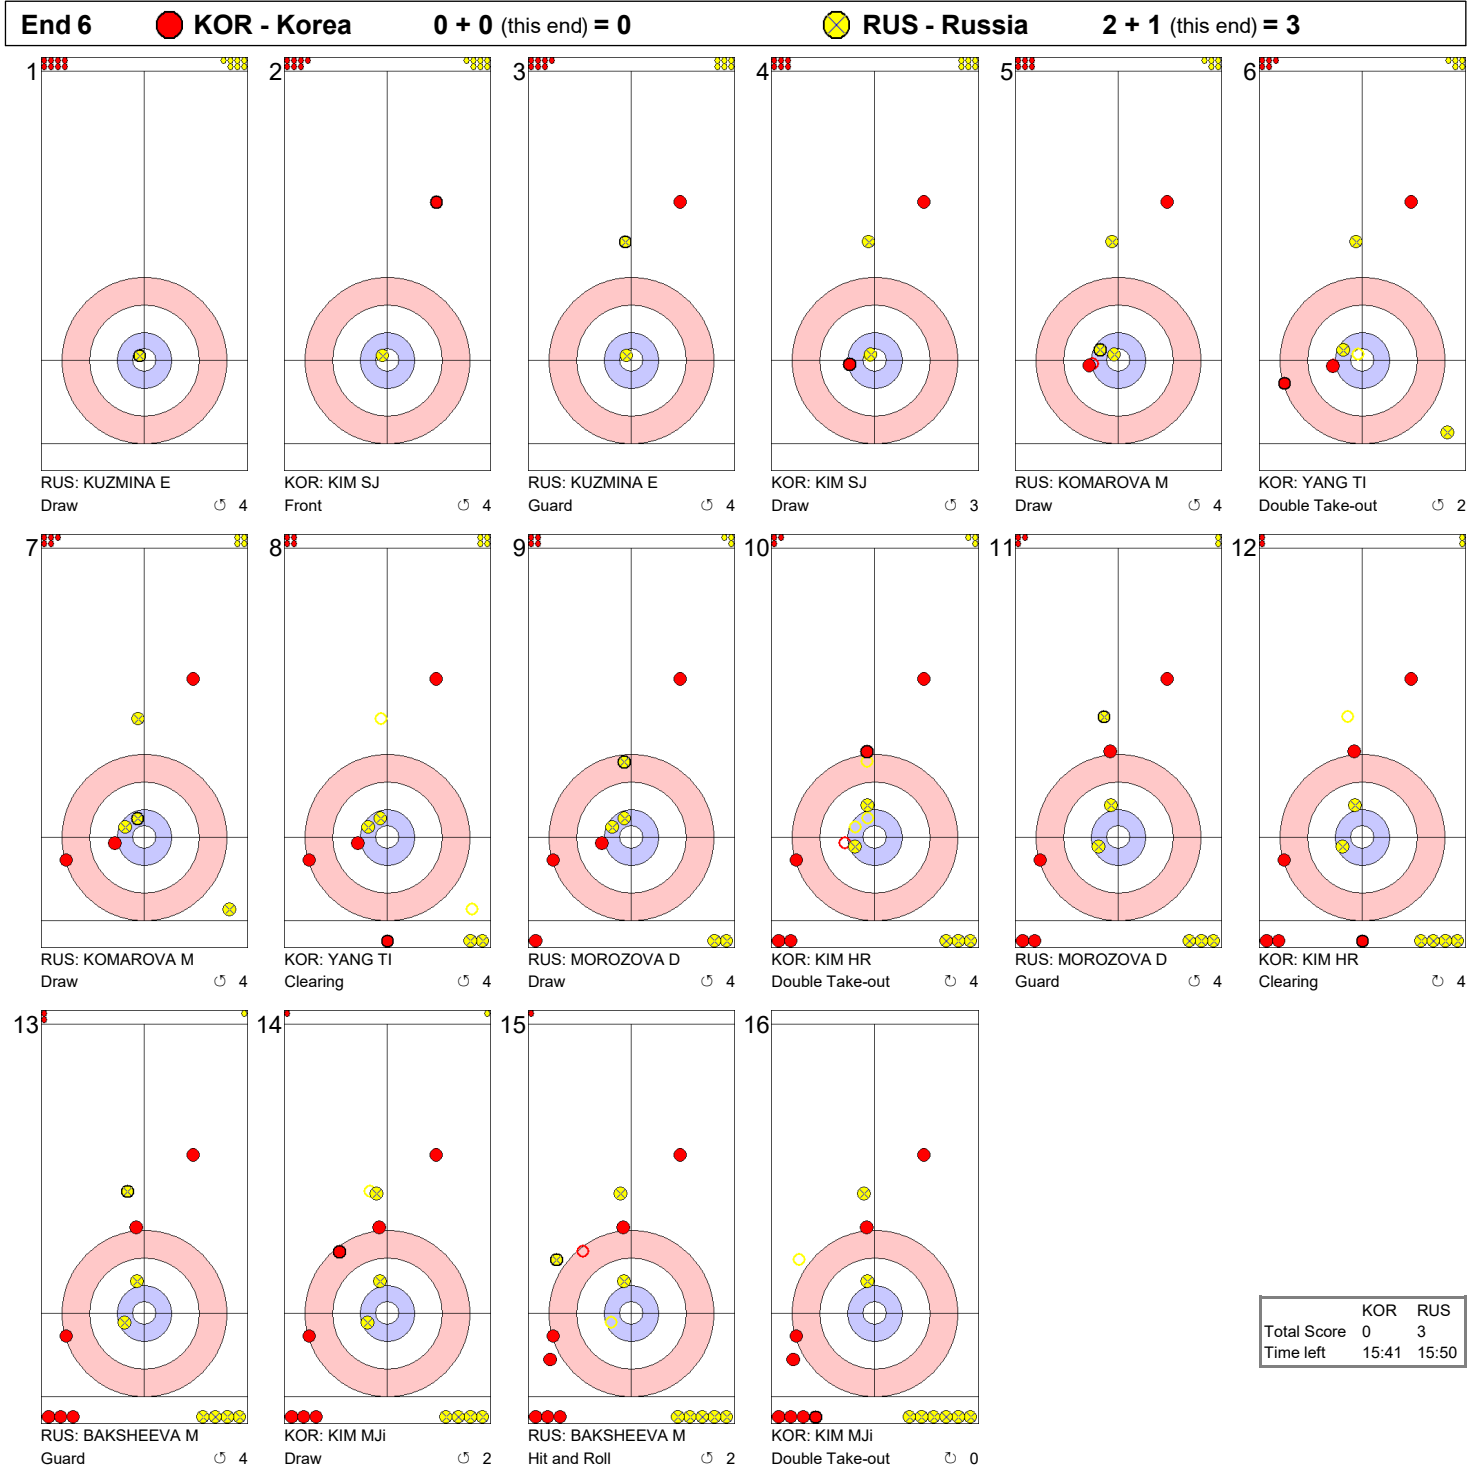 End 6 KOR - Korea 0 + 0 (this end) = 0 RUS - Russia 2 + 1 (this end) = 3
1 2 3 4 5 6
RUS: KUZMINA E KOR: KIM SJ RUS: KUZMINA E KOR: KIM SJ RUS: KOMAROVA M KOR: YANG TI
Draw ↺ 4 Front ↺ 4 Guard ↺ 4 Draw ↺ 3 Draw ↺ 4 Double Take-out ↺ 2
7 8 9 10 11 12
RUS: KOMAROVA M KOR: YANG TI RUS: MOROZOVA D KOR: KIM HR RUS: MOROZOVA D KOR: KIM HR
Draw ↺ 4 Clearing ↺ 4 Draw ↺ 4 Double Take-out ↻ 4 Guard ↺ 4 Clearing ↻ 4
13 14 15 16
KOR RUS
Total Score 0 3
Time left 15:41 15:50
RUS: BAKSHEEVA M KOR: KIM MJi RUS: BAKSHEEVA M KOR: KIM MJi
Guard ↺ 4 Draw ↺ 2 Hit and Roll ↺ 2 Double Take-out ↻ 0